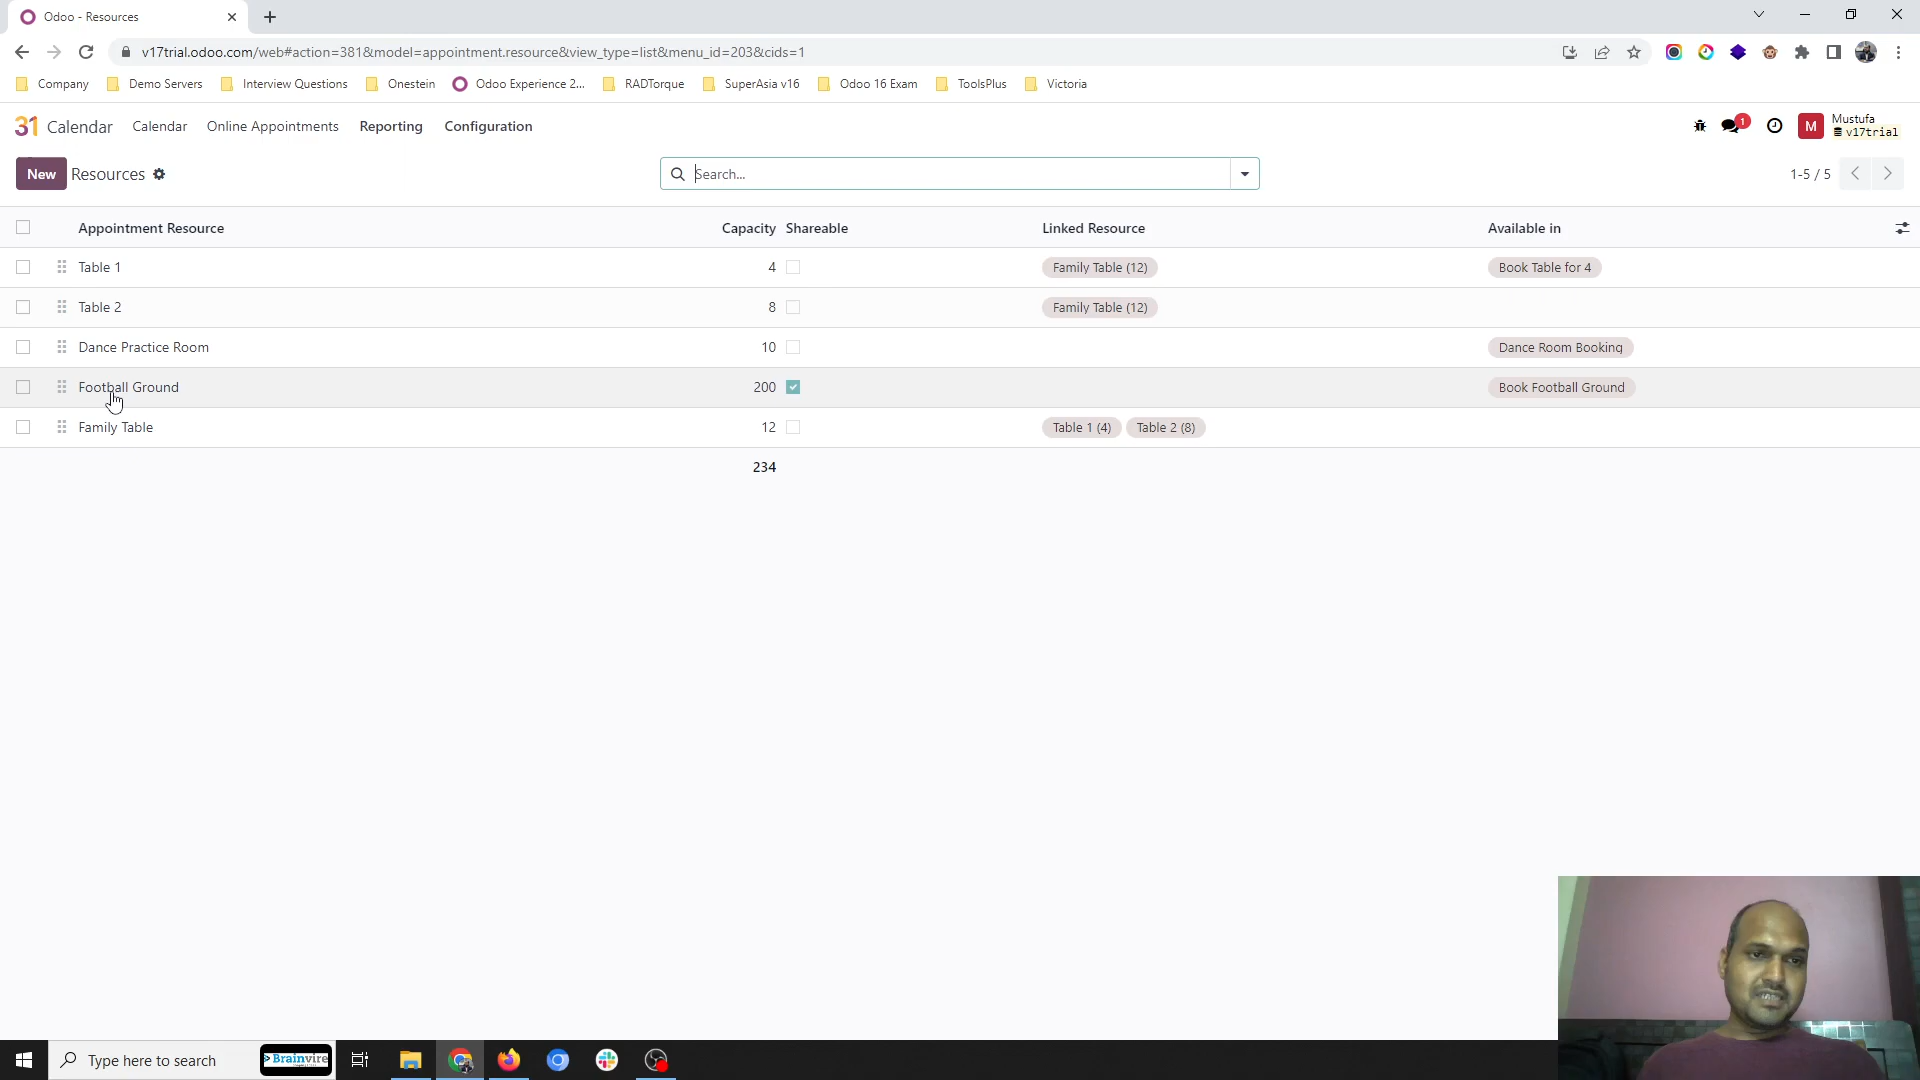 Odoo - Resources
v17trial.odoo.com/web#action=381&model=appointment.resource&view_type=list&menu_id=203&cids=1
Company Demo Servers Interview Questions Onestein Odoo Experience 2... RADTorque SuperAsia v16 Odoo 16 Exam ToolsPlus Victoria
31 Calendar Calendar Online Appointments Reporting Configuration 1 M Mustufa
v17trial
New Resources Search... 1-5 / 5
Appointment Resource Capacity Shareable Linked Resource Available in
Table 1 4 Family Table (12) Book Table for 4
Table 2 8 Family Table (12)
Dance Practice Room 10 Dance Room Booking
Football Ground 200 Book Football Ground
Family Table 12 Table 1 (4) Table 2 (8)
234
Type here to search Brainvire